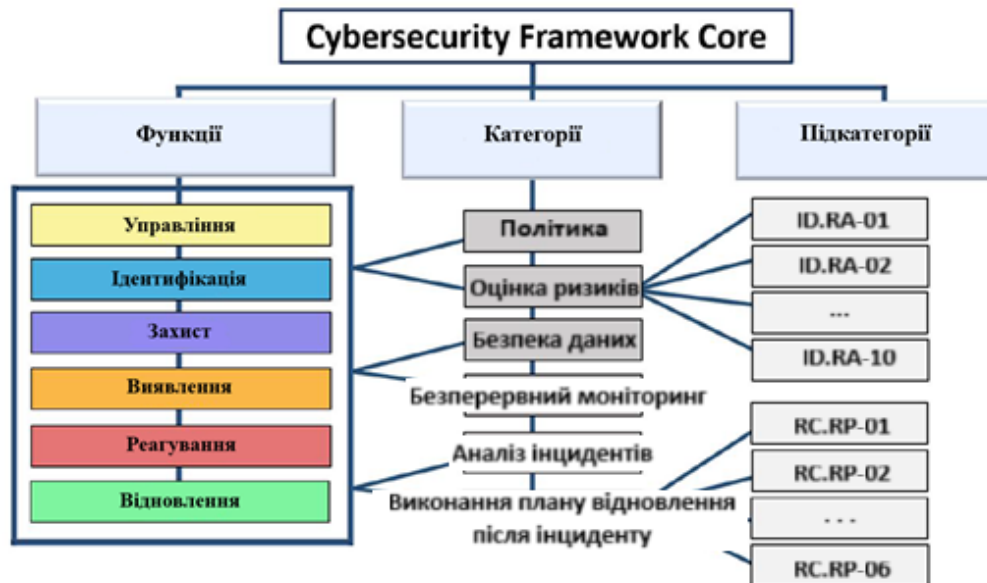 Cybersecurity Framework Core
Функції
Категорії
Підкатегорії
Управління
Ідентифікація
Захист
Виявлення
Реагування
Відновлення
Політика
Оцінка ризиків
Безпека даних
Безперервний моніторинг
Аналіз інцидентів
Виконання плану відновлення
після інциденту
ID.RA-01
ID.RA-02
...
ID.RA-10
RC.RP-01
RC.RP-02
- - -
RC.RP-06